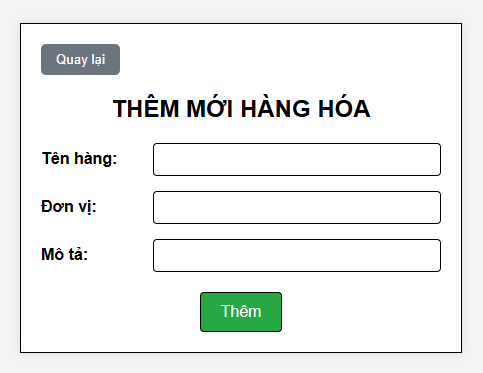 Quay lại
THÊM MỚI HÀNG HÓA
Tên hàng:
Đơn vị:
Mô tả:
Thêm